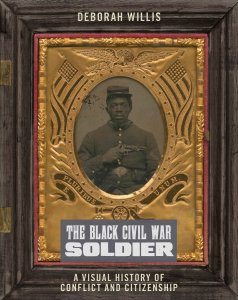 DEBORAH WILLIS
THE BLACK CIVIL WAR
SOLDIER
A VISUAL HISTORY OF
CONFLICT AND CITIZENSHIP